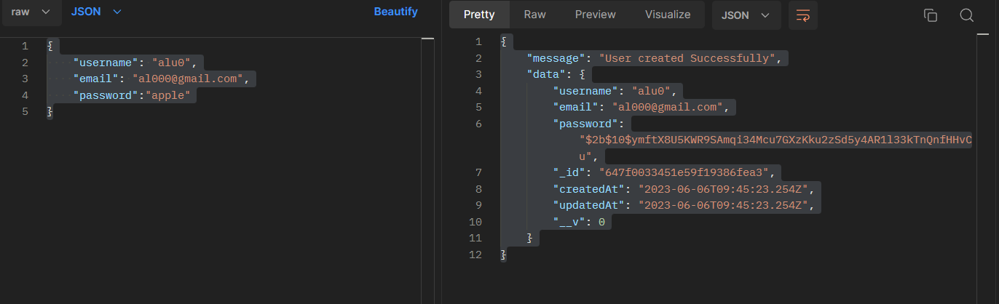 raw JSON Beautify
1 {
2 "username": "alu0",
3 "email": "al000@gmail.com",
4 "password":"apple"
5 }
Pretty Raw Preview Visualize JSON
1 {
2 "message": "User created Successfully",
3 "data": {
4 "username": "alu0",
5 "email": "al000@gmail.com",
6 "password":
"$2b$10$ymftX8U5KWR9SAmqi34Mcu7GXzKku2zSd5y4AR1l33kTnQnfHHvC
u",
7 "_id": "647f0033451e59f19386fea3",
8 "createdAt": "2023-06-06T09:45:23.254Z",
9 "updatedAt": "2023-06-06T09:45:23.254Z",
10 "__v": 0
11 }
12 }